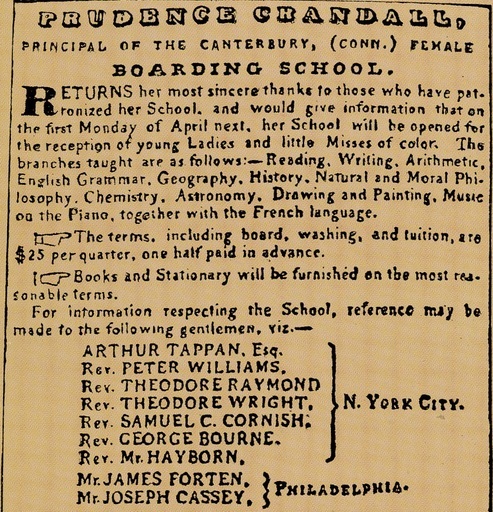 PRUDENCE CRANDALL,
PRINCIPAL OF THE CANTERBURY, (CONN.) FEMALE
BOARDING SCHOOL.
RETURNS her most sincere thanks to those who have pat-
ronized her School, and would give information that on
the first Monday of April next, her School will be opened for
the reception of young Ladies and little Misses of color. The
branches taught are as follows:—Reading, Writing, Arithmetic,
English Grammar, Geography, History, Natural and Moral Phi-
losophy, Chemistry, Astronomy, Drawing and Painting, Music
on the Piano, together with the French language.
☞The terms, including board, washing, and tuition, are
$25 per quarter, one half paid in advance.
☞Books and Stationary will be furnished on the most rea-
sonable terms.
For information respecting the School, reference may be
made to the following gentlemen, viz.—
ARTHUR TAPPAN, Esq.
Rev. PETER WILLIAMS,
Rev. THEODORE RAYMOND
Rev. THEODORE WRIGHT,
Rev. SAMUEL C. CORNISH,
Rev. GEORGE BOURNE,
Rev. Mr. HAYBORN,
N. YORK CITY.
Mr. JAMES FORTEN,
Mr. JOSEPH CASSEY,
PHILADELPHIA.